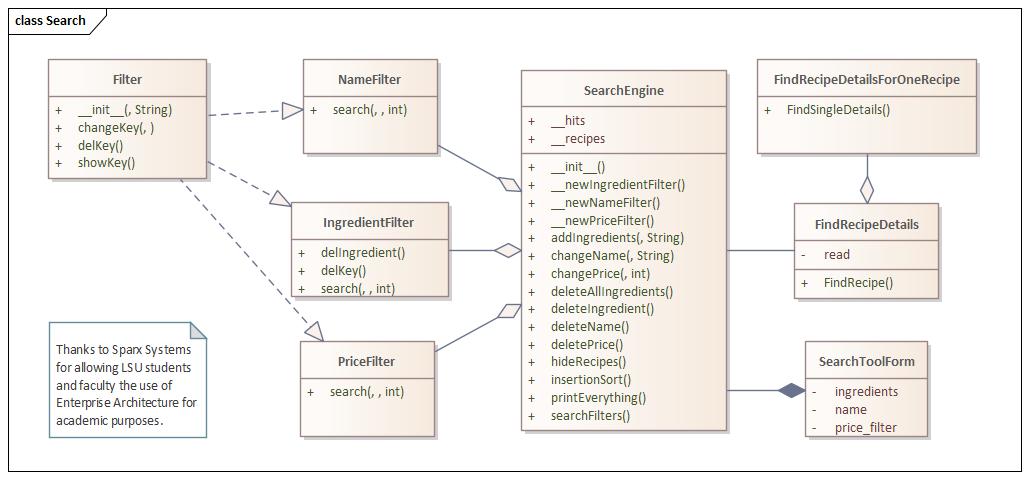 class Search
Filter
+ __init__(, String)
+ changeKey(, )
+ delKey()
+ showKey()
NameFilter
+ search(, , int)
IngredientFilter
+ delIngredient()
+ delKey()
+ search(, , int)
PriceFilter
+ search(, , int)
SearchEngine
+ __hits
+ __recipes
+ __init__()
+ __newIngredientFilter()
+ __newNameFilter()
+ __newPriceFilter()
+ addIngredients(, String)
+ changeName(, String)
+ changePrice(, int)
+ deleteAllIngredients()
+ deleteIngredient()
+ deleteName()
+ deletePrice()
+ hideRecipes()
+ insertionSort()
+ printEverything()
+ searchFilters()
FindRecipeDetailsForOneRecipe
+ FindSingleDetails()
FindRecipeDetails
- read
+ FindRecipe()
SearchToolForm
- ingredients
- name
- price_filter
Thanks to Sparx Systems
for allowing LSU students
and faculty the use of
Enterprise Architecture for
academic purposes.